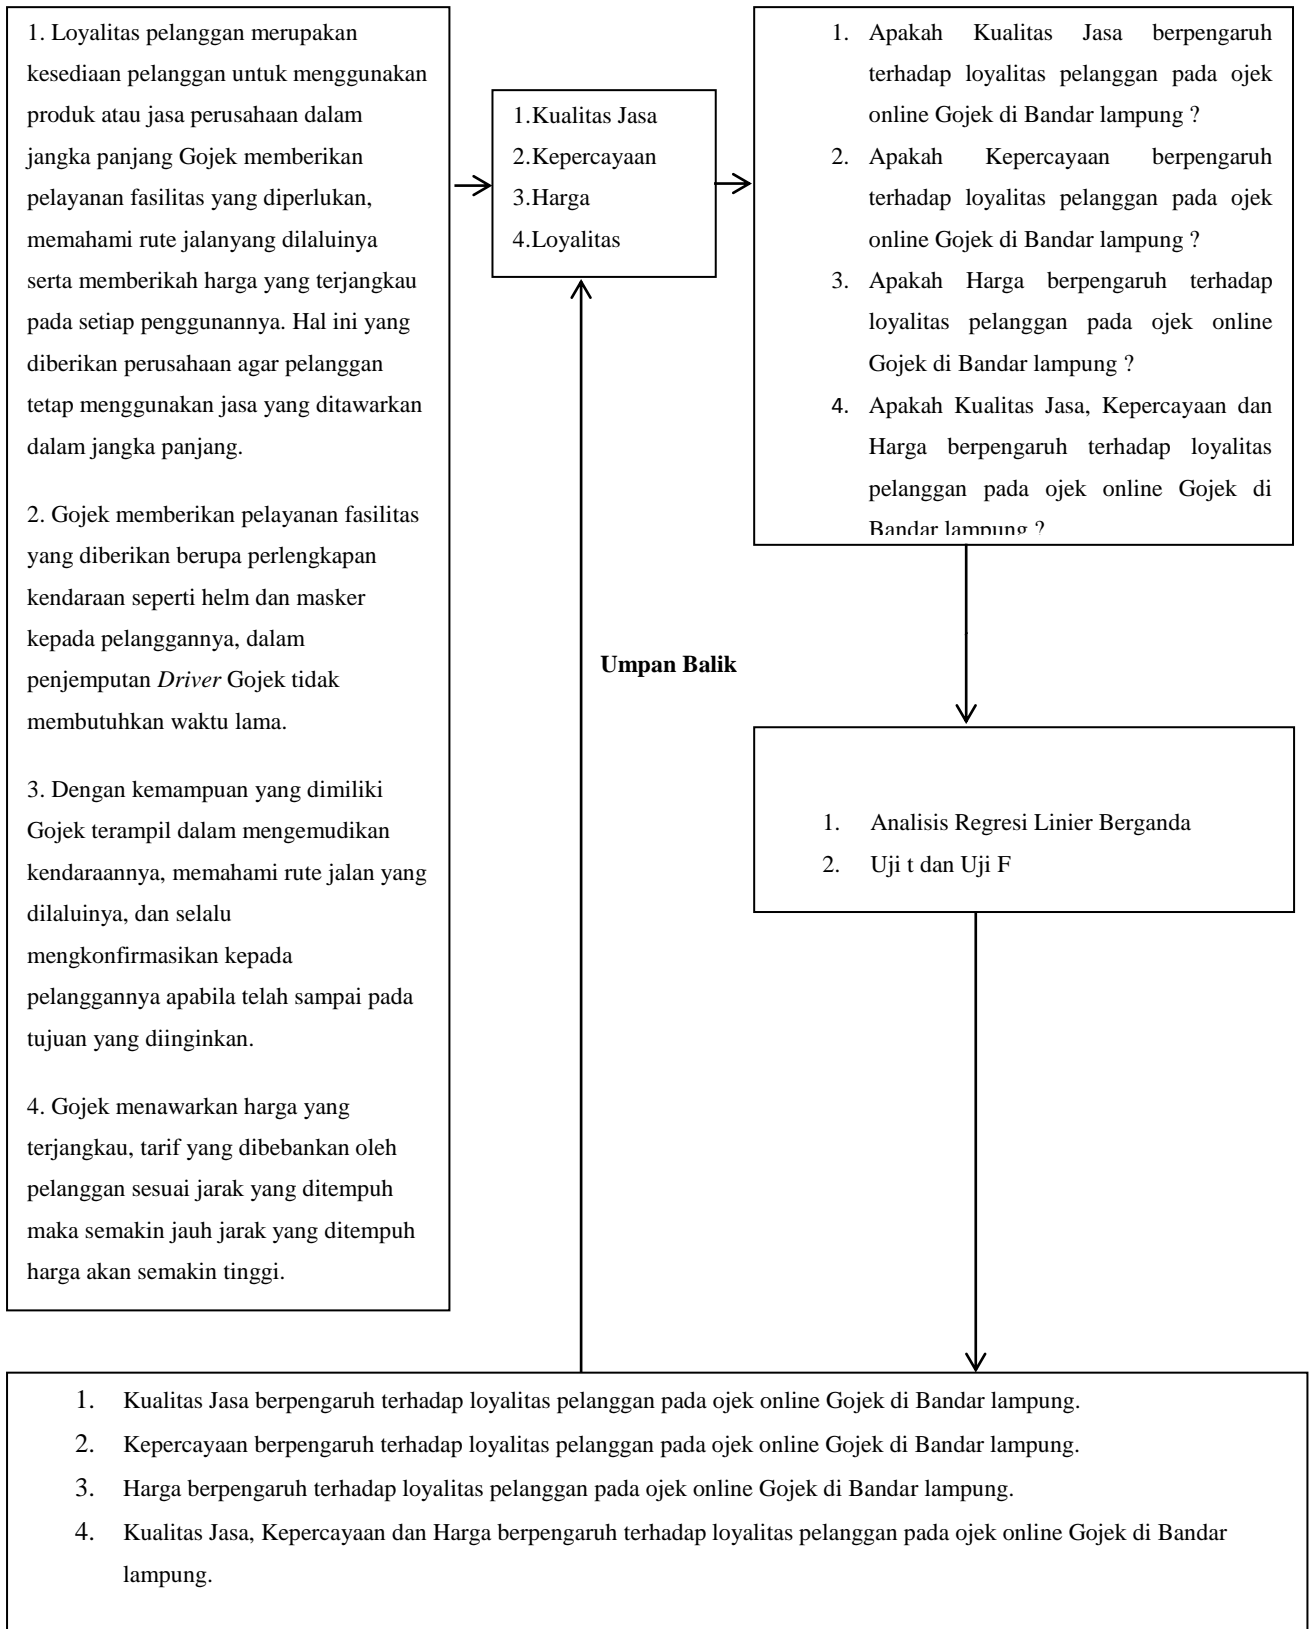 1. Loyalitas pelanggan merupakan
kesediaan pelanggan untuk menggunakan
produk atau jasa perusahaan dalam
jangka panjang Gojek memberikan
pelayanan fasilitas yang diperlukan,
memahami rute jalanyang dilaluinya
serta memberikah harga yang terjangkau
pada setiap penggunannya. Hal ini yang
diberikan perusahaan agar pelanggan
tetap menggunakan jasa yang ditawarkan
dalam jangka panjang.
2. Gojek memberikan pelayanan fasilitas
yang diberikan berupa perlengkapan
kendaraan seperti helm dan masker
kepada pelanggannya, dalam
penjemputan Driver Gojek tidak
membutuhkan waktu lama.
3. Dengan kemampuan yang dimiliki
Gojek terampil dalam mengemudikan
kendaraannya, memahami rute jalan yang
dilaluinya, dan selalu
mengkonfirmasikan kepada
pelanggannya apabila telah sampai pada
tujuan yang diinginkan.
4. Gojek menawarkan harga yang
terjangkau, tarif yang dibebankan oleh
pelanggan sesuai jarak yang ditempuh
maka semakin jauh jarak yang ditempuh
harga akan semakin tinggi.
1.Kualitas Jasa
2.Kepercayaan
3.Harga
4.Loyalitas
1. Apakah Kualitas Jasa berpengaruh
terhadap loyalitas pelanggan pada ojek
online Gojek di Bandar lampung ?
2. Apakah Kepercayaan berpengaruh
terhadap loyalitas pelanggan pada ojek
online Gojek di Bandar lampung ?
3. Apakah Harga berpengaruh terhadap
loyalitas pelanggan pada ojek online
Gojek di Bandar lampung ?
4. Apakah Kualitas Jasa, Kepercayaan dan
Harga berpengaruh terhadap loyalitas
pelanggan pada ojek online Gojek di
Bandar lampung ?
Umpan Balik
1. Analisis Regresi Linier Berganda
2. Uji t dan Uji F
1. Kualitas Jasa berpengaruh terhadap loyalitas pelanggan pada ojek online Gojek di Bandar lampung.
2. Kepercayaan berpengaruh terhadap loyalitas pelanggan pada ojek online Gojek di Bandar lampung.
3. Harga berpengaruh terhadap loyalitas pelanggan pada ojek online Gojek di Bandar lampung.
4. Kualitas Jasa, Kepercayaan dan Harga berpengaruh terhadap loyalitas pelanggan pada ojek online Gojek di Bandar
lampung.